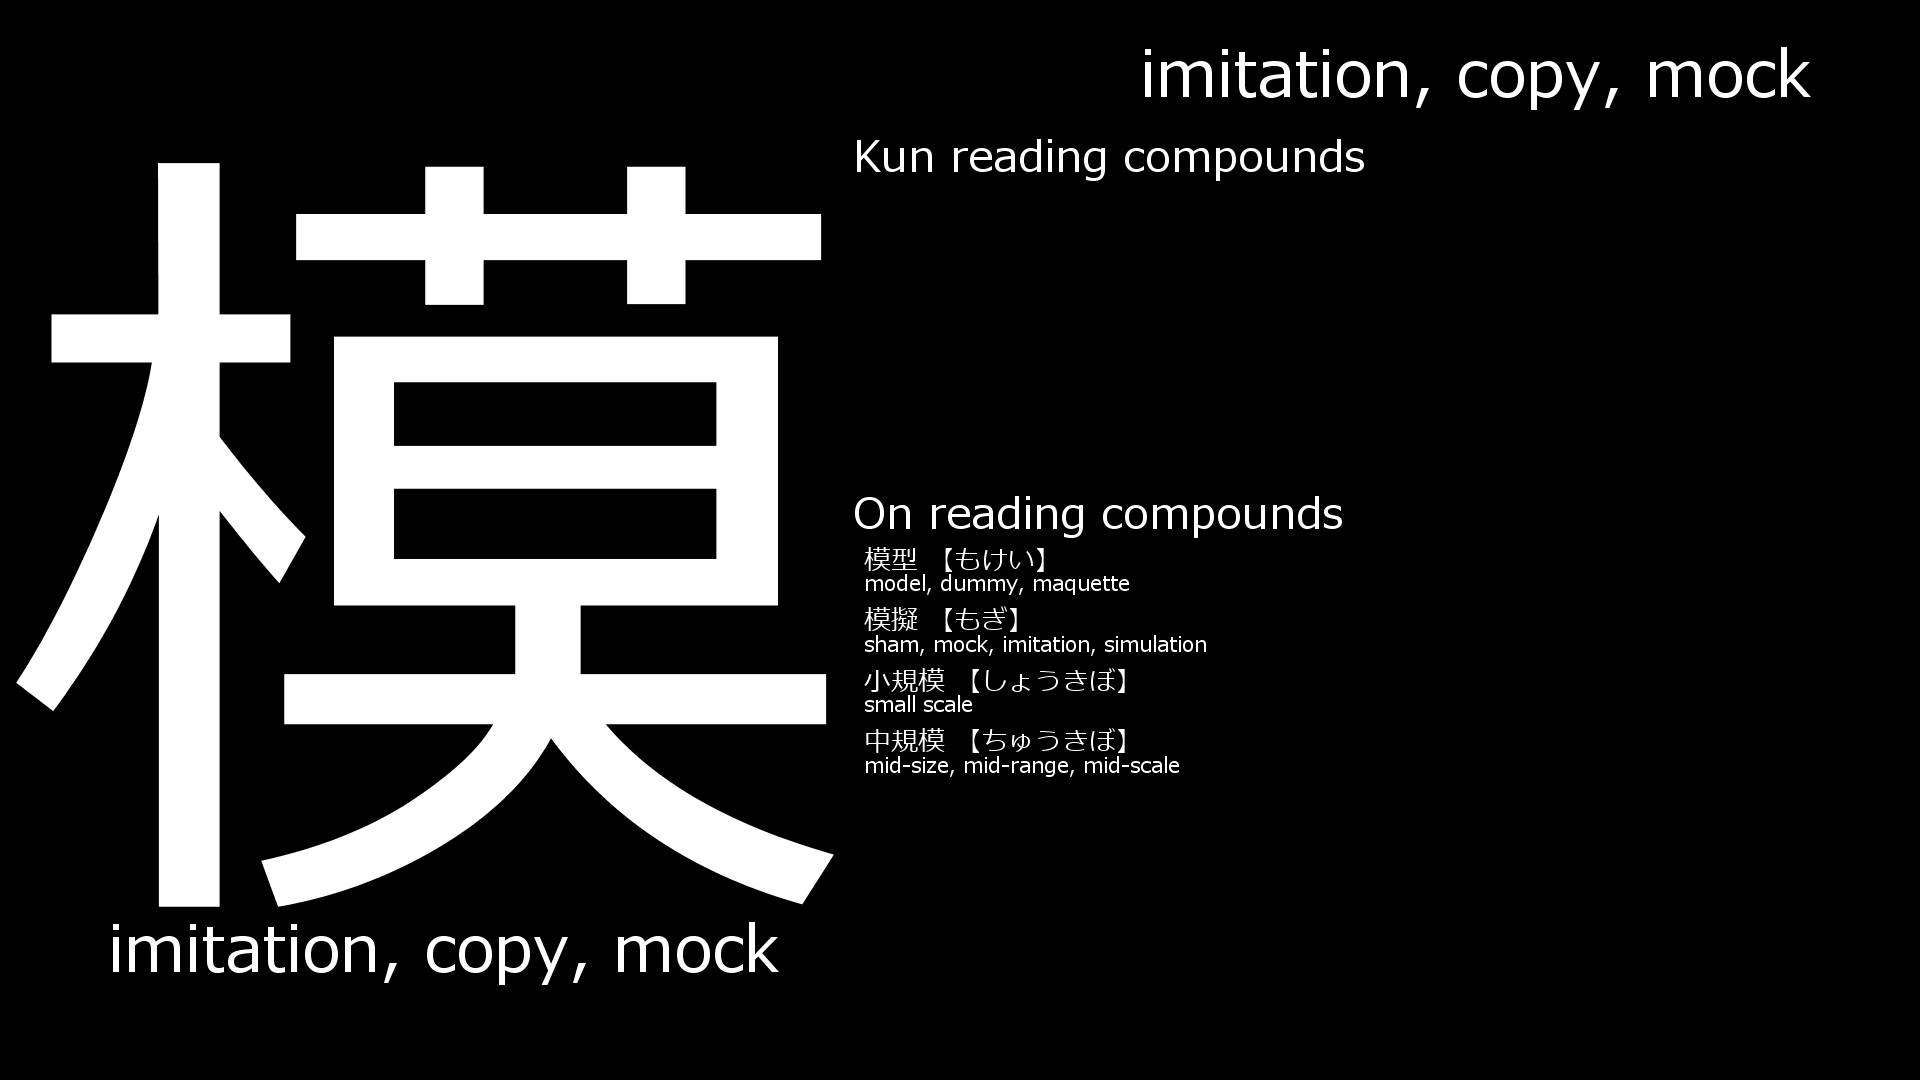 模
imitation, copy, mock
imitation, copy, mock
Kun reading compounds
On reading compounds
模型 【もけい】
model, dummy, maquette
模擬 【もぎ】
sham, mock, imitation, simulation
小規模 【しょうきぼ】
small scale
中規模 【ちゅうきぼ】
mid-size, mid-range, mid-scale